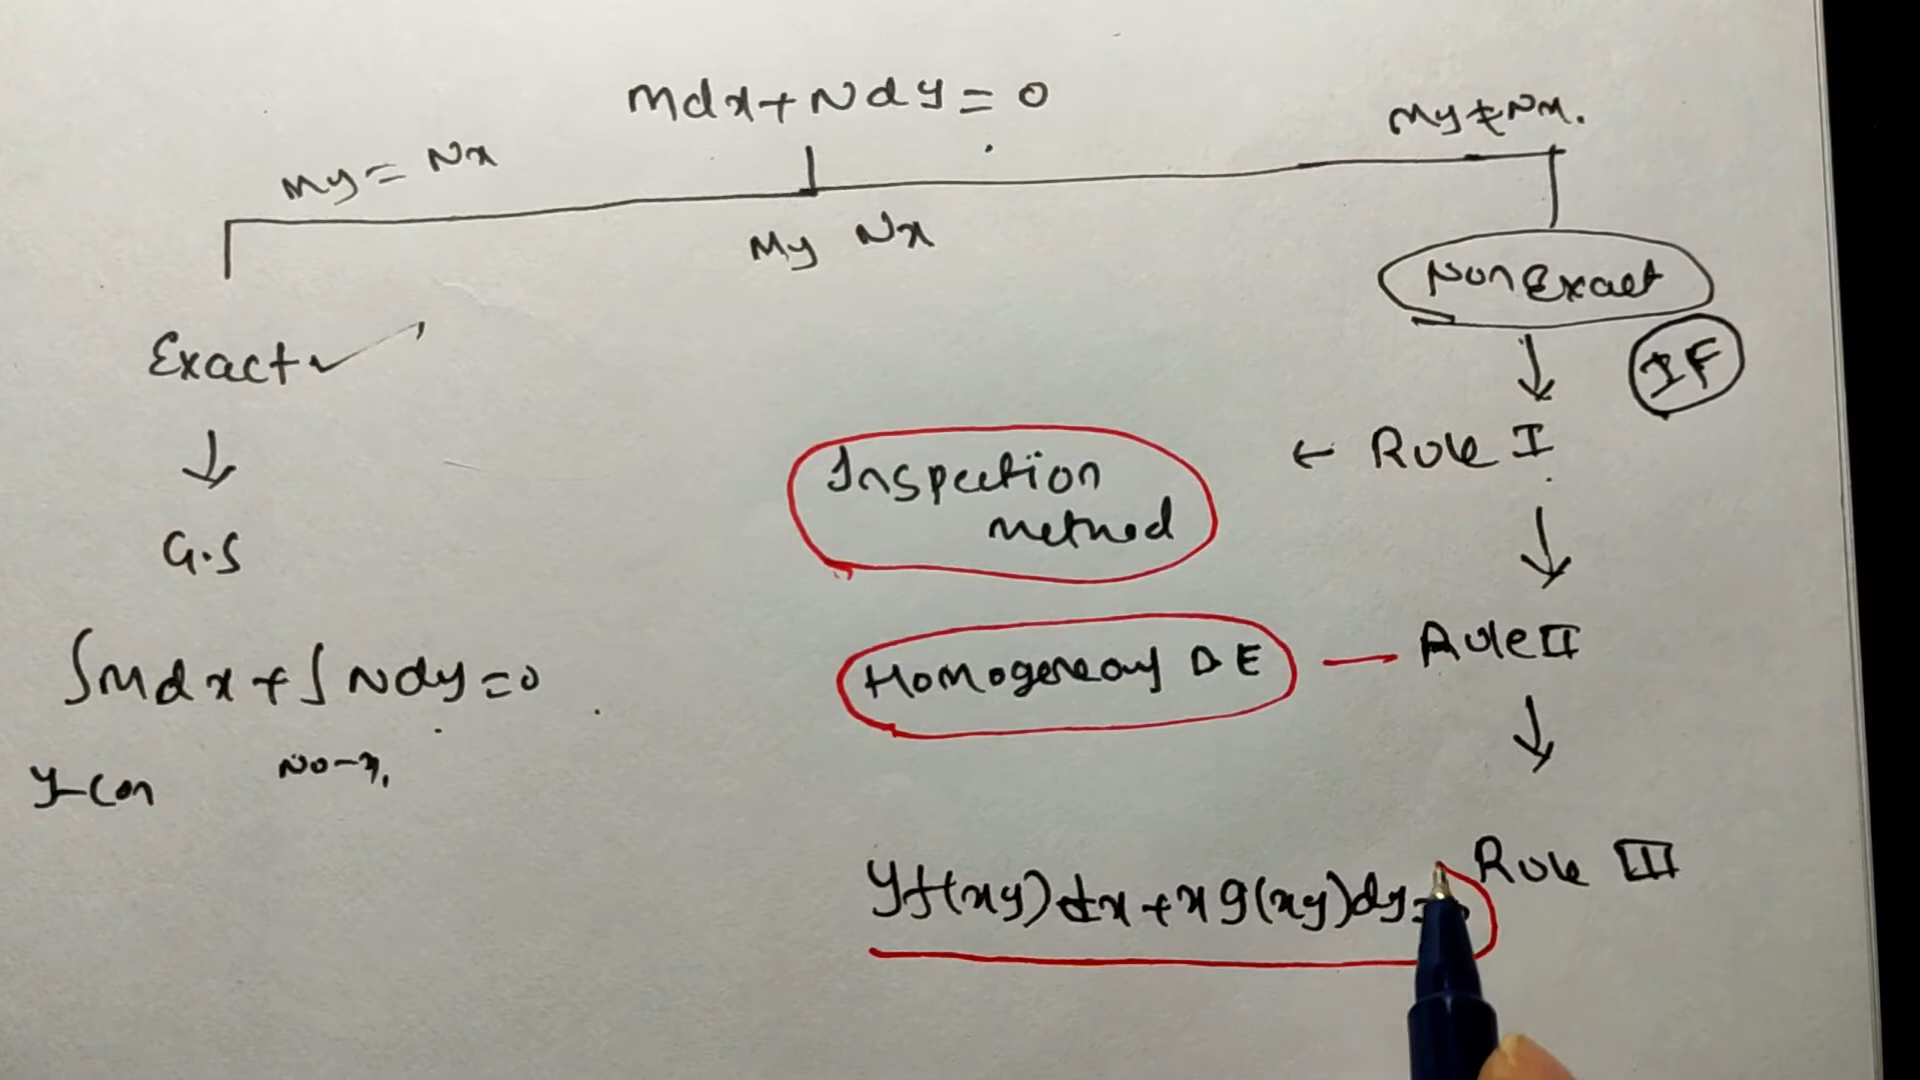 Mdx+Ndy=0
My=Nx
My≠Nx.
My Nx
Non Exact
Exact
IF
← Rule I
Inspection
method
G.S
Homogeneous DE — Rule II
∫Mdx+∫Ndy=0
y-con No-x.
Rule III
yf(xy)dx+xg(xy)dy=